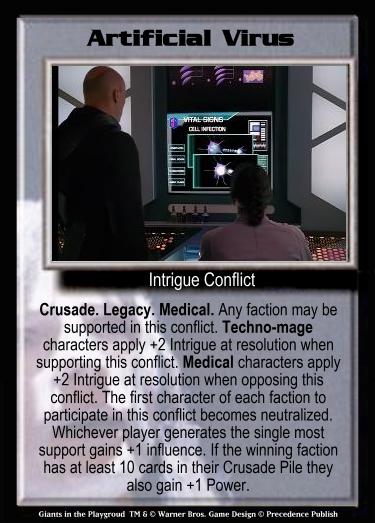 Artificial Virus
VITAL SIGNS
CELL INFECTION
Intrigue Conflict
Crusade. Legacy. Medical. Any faction may
be supported in this conflict. Techno-mage
characters apply +2 Intrigue at resolution when
supporting this conflict. Medical characters apply
+2 Intrigue at resolution when opposing this
conflict. The first character of each faction to
participate in this conflict becomes neutralized.
Whichever player generates the single most
support gains +1 influence. If the winning faction
has at least 10 cards in their Crusade Pile they
also gain +1 Power.
Giants in the Playgroud TM & © Warner Bros. Game Design © Precedence Publish